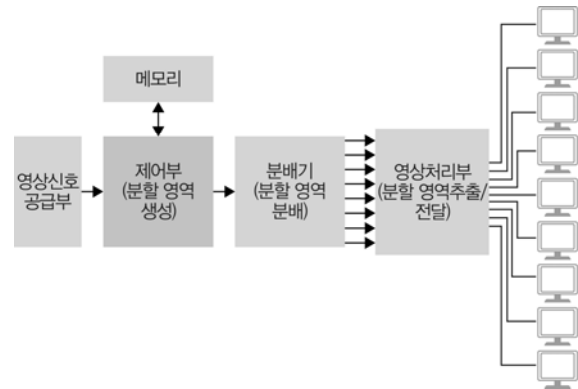 메모리
영상신호
공급부
제어부
(분할 영역
생성)
분배기
(분할 영역
분배)
영상처리부
(분할 영역추출/
전달)